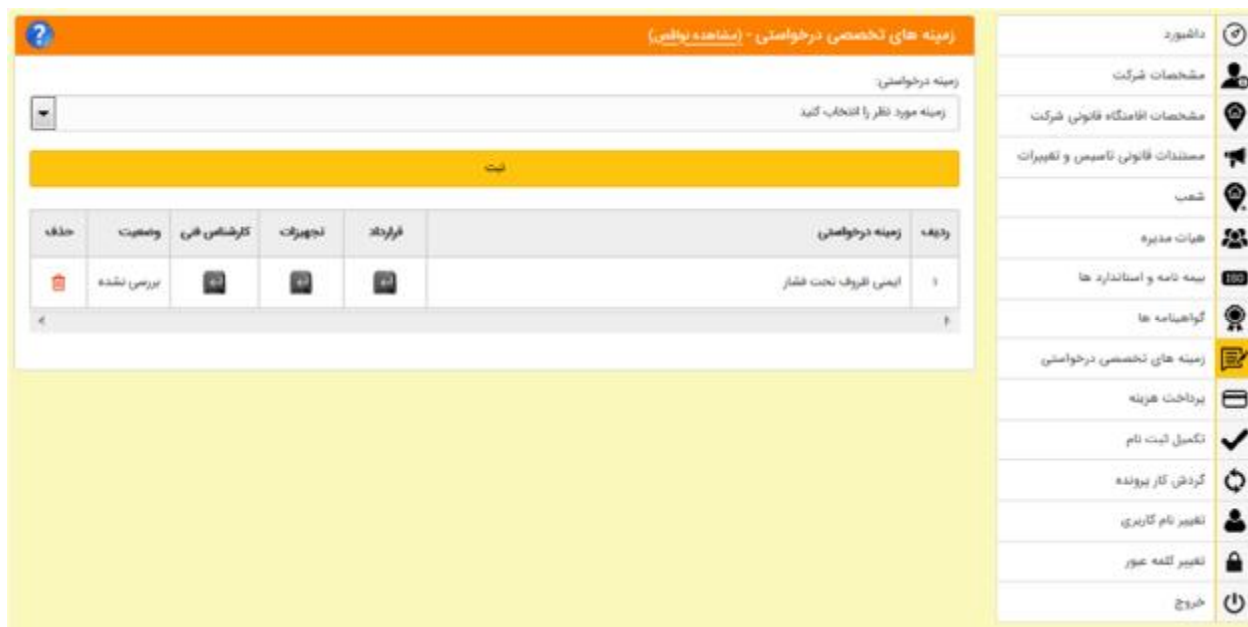 زمینه های تخصصی درخواستی - (مشاهده نواقص)
زمینه درخواستی:
زمینه مورد نظر را انتخاب کنید
ثبت
ردیف زمینه درخواستی قرارداد تجهیزات کارشناس فنی وضعیت حذف
۱ ایمنی ظروف تحت فشار بررسی نشده
داشبورد
مشخصات شرکت
مشخصات اقامتگاه قانونی شرکت
مستندات قانونی تاسیس و تغییرات
شعب
هیات مدیره
بیمه نامه و استاندارد ها
ISO
گواهینامه ها
زمینه های تخصصی درخواستی
پرداخت هزینه
تکمیل ثبت نام
گردش کار پرونده
تغییر نام کاربری
تغییر کلمه عبور
خروج